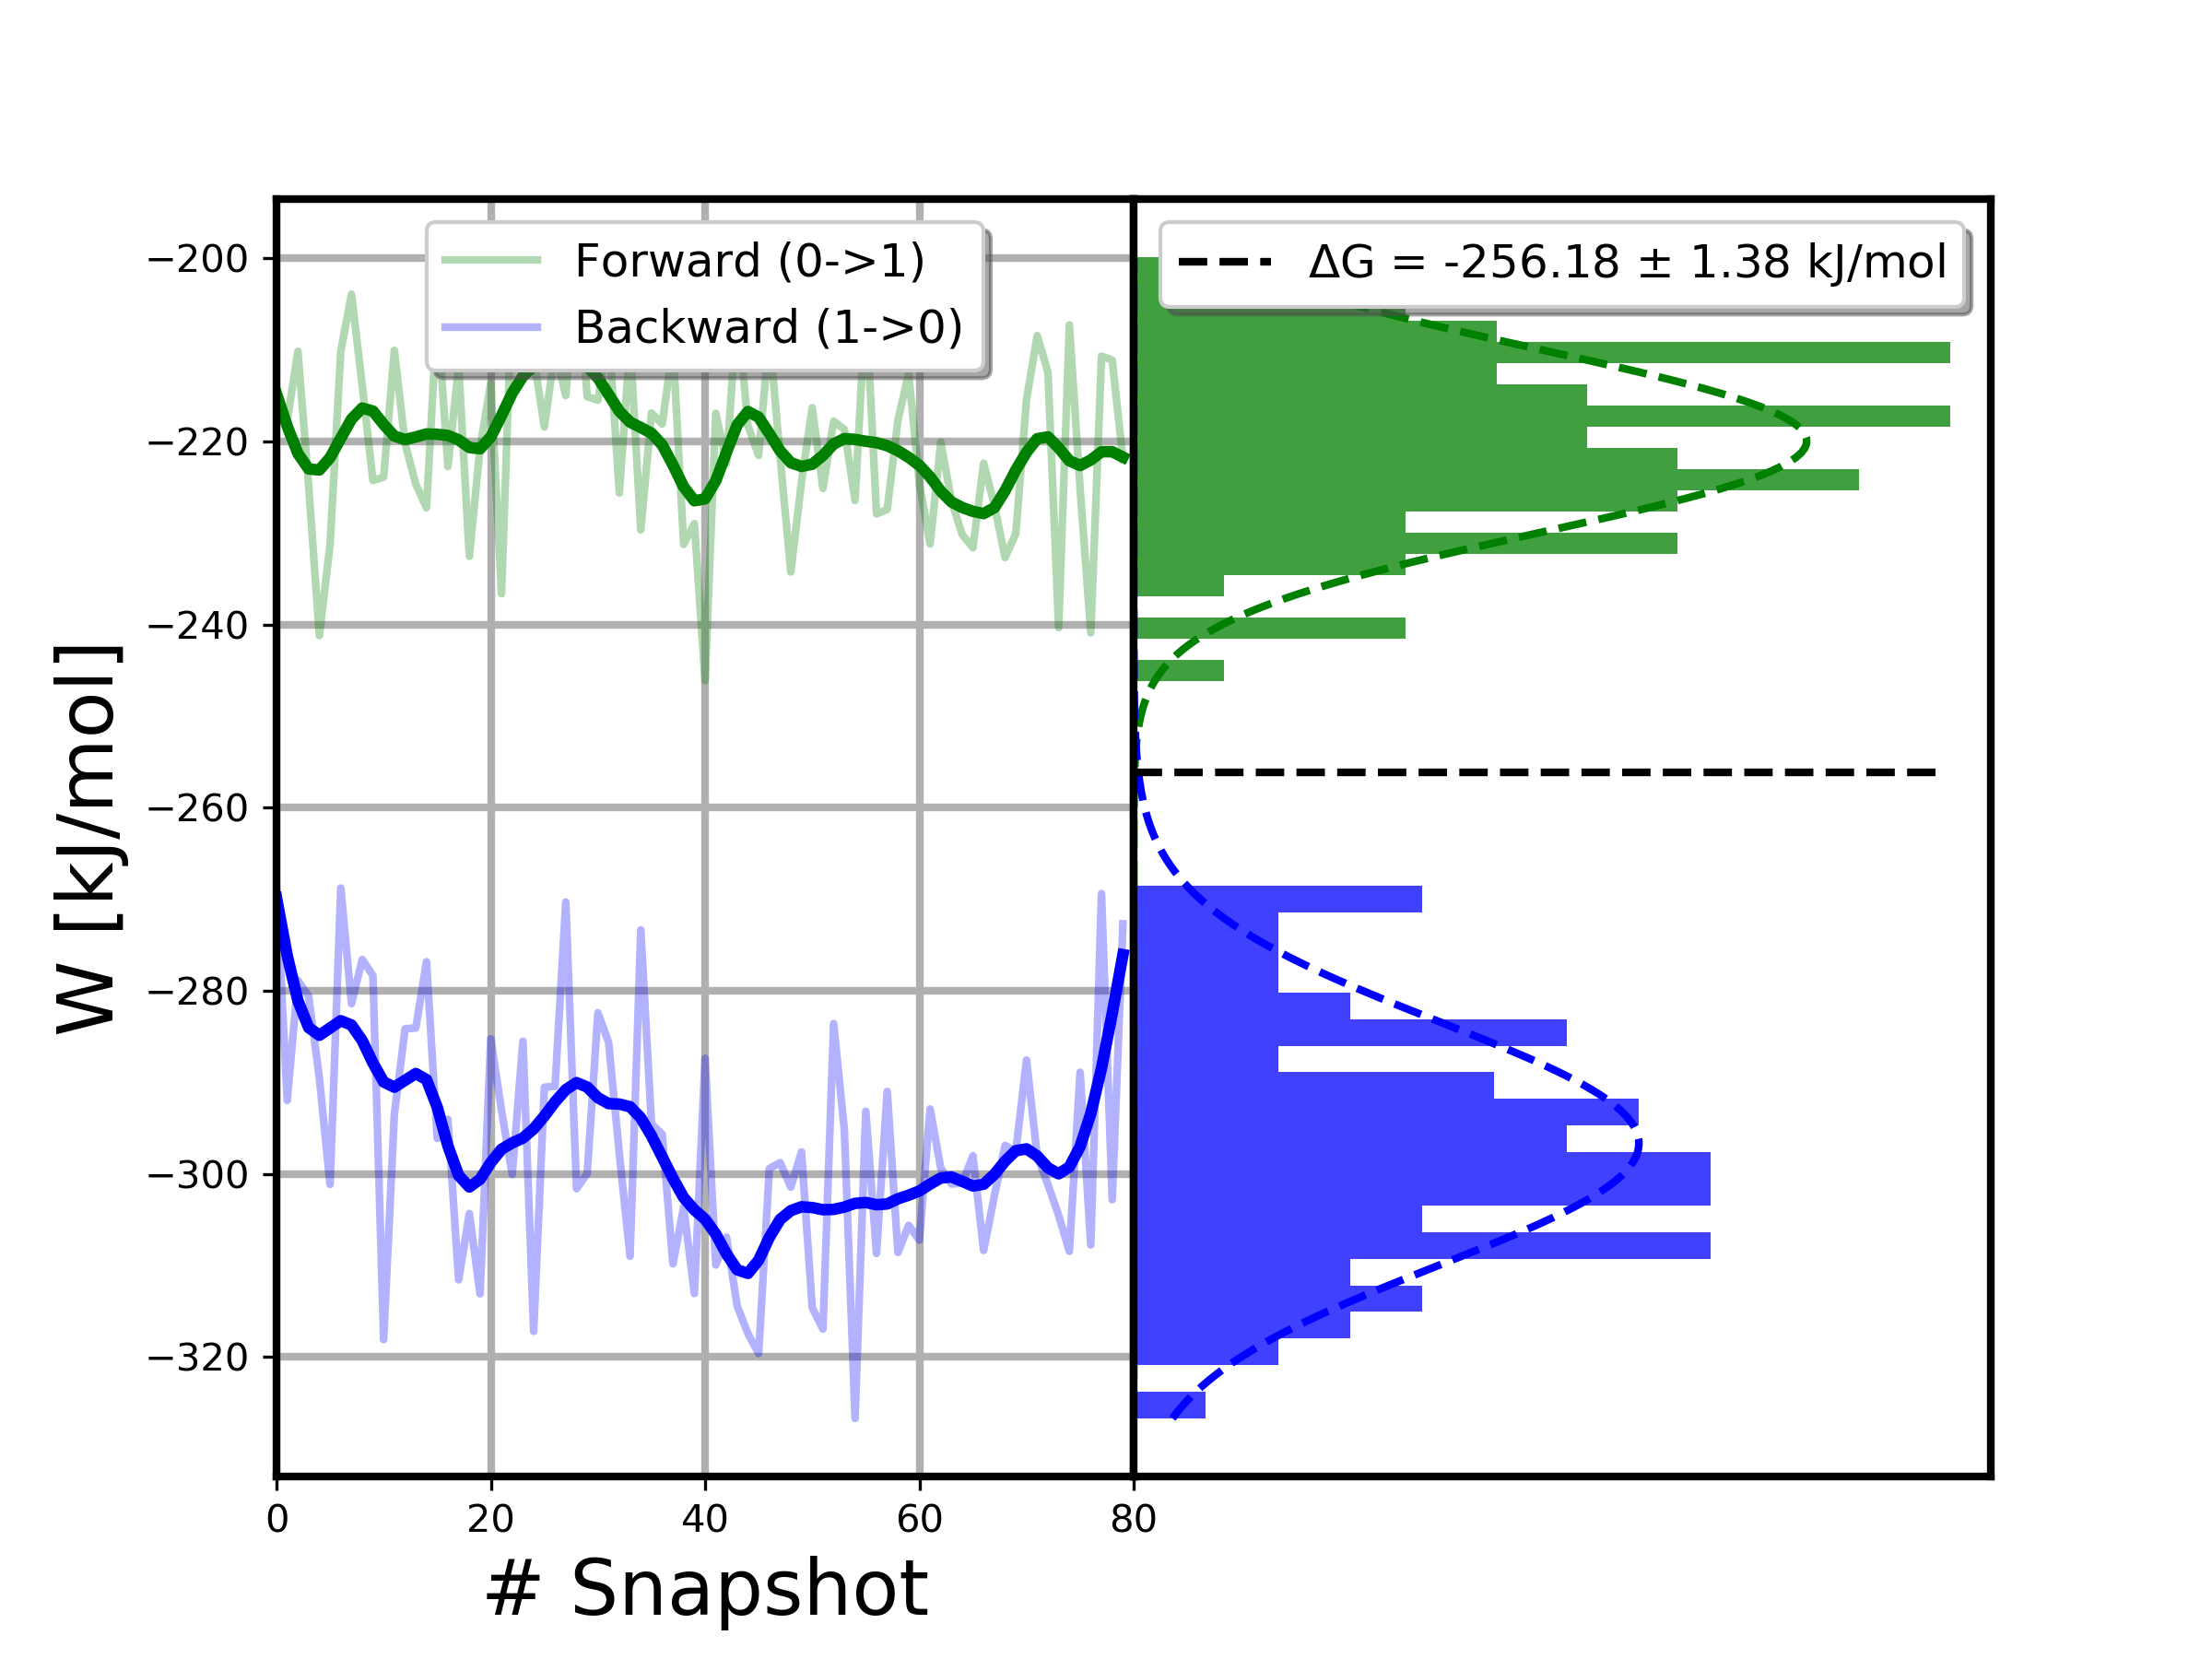 Forward (0->1)
Backward (1->0)
ΔG = -256.18 ± 1.38 kJ/mol
W [kJ/mol]
−200
−220
−240
−260
−280
−300
−320
0 20 40 60 80
# Snapshot